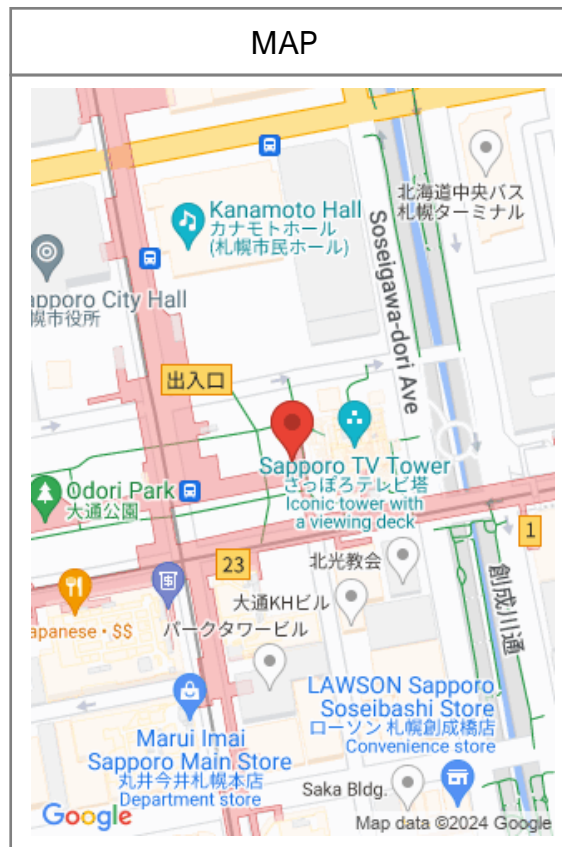 MAP
北海道中央バス
札幌ターミナル
Kanamoto Hall
カナモトホール
(札幌市民ホール)
Soseigawa-dori Ave
apporo City Hall
幌市役所
出入口
Sapporo TV Tower
さっぽろテレビ塔
Iconic tower with
a viewing deck
Odori Park
大通公園
1
23
北光教会
創成川通
大通KHビル
apanese • $$
パークタワービル
LAWSON Sapporo
Soseibashi Store
ローソン 札幌創成橋店
Convenience store
Marui Imai
Sapporo Main Store
丸井今井札幌本店
Department store
Saka Bldg.
Google
Map data ©2024 Google